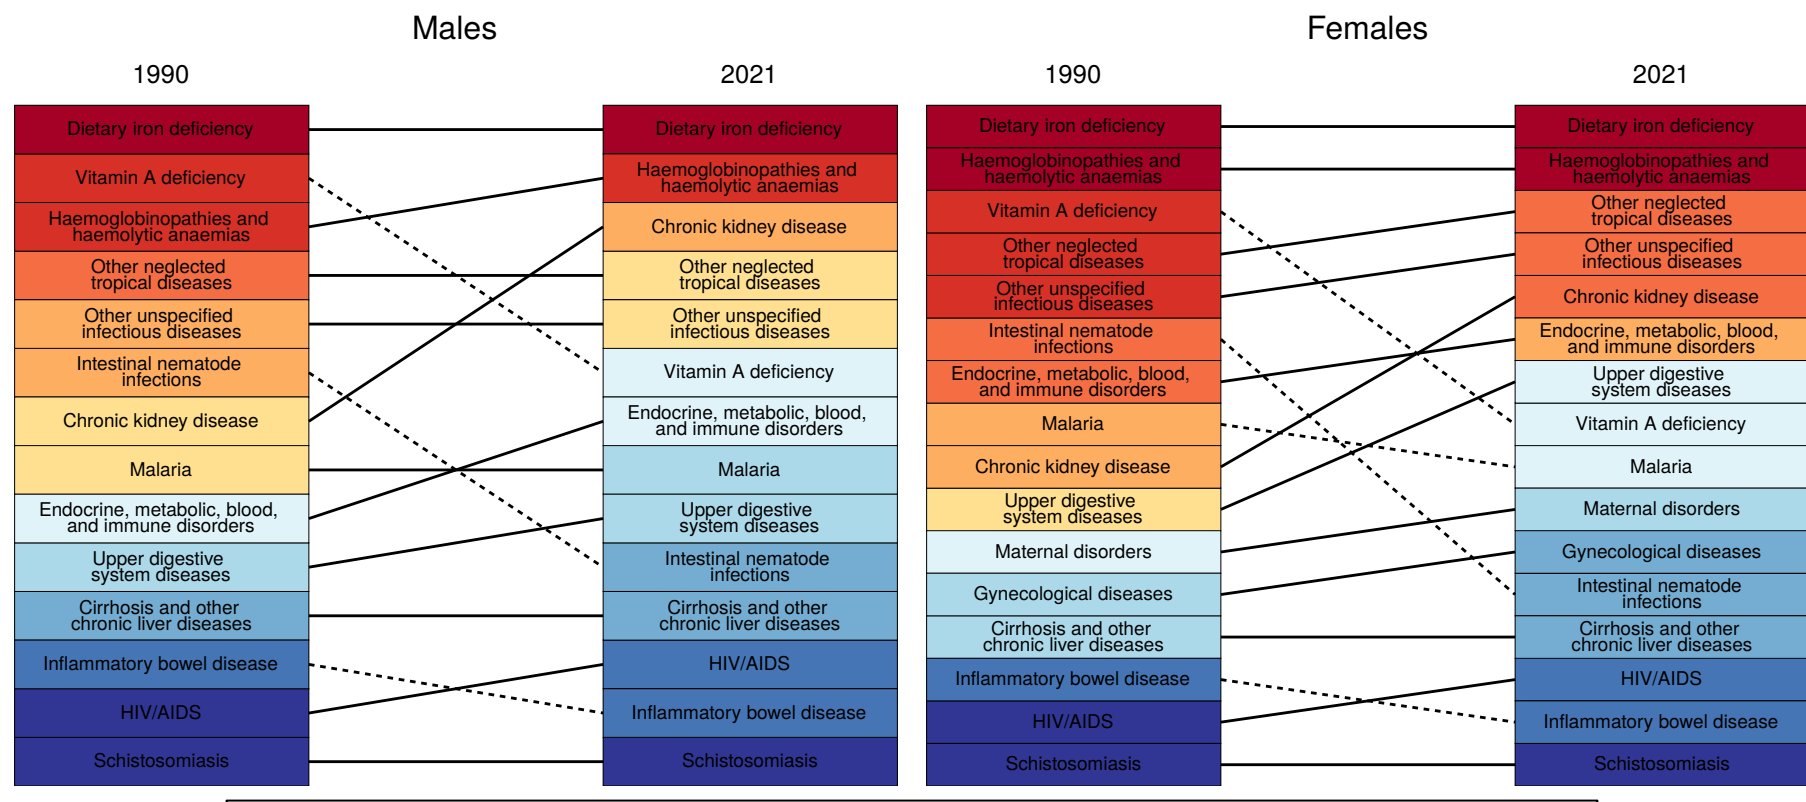 Males
1990
2021
Dietary iron deficiency
Vitamin A deficiency
Haemoglobinopathies and
haemolytic anaemias
Other neglected
tropical diseases
Other unspecified
infectious diseases
Intestinal nematode
infections
Chronic kidney disease
Malaria
Endocrine, metabolic, blood,
and immune disorders
Upper digestive
system diseases
Cirrhosis and other
chronic liver diseases
Inflammatory bowel disease
HIV/AIDS
Schistosomiasis
Dietary iron deficiency
Haemoglobinopathies and
haemolytic anaemias
Chronic kidney disease
Other neglected
tropical diseases
Other unspecified
infectious diseases
Vitamin A deficiency
Endocrine, metabolic, blood,
and immune disorders
Malaria
Upper digestive
system diseases
Intestinal nematode
infections
Cirrhosis and other
chronic liver diseases
HIV/AIDS
Inflammatory bowel disease
Schistosomiasis
Females
1990
2021
Dietary iron deficiency
Haemoglobinopathies and
haemolytic anaemias
Vitamin A deficiency
Other neglected
tropical diseases
Other unspecified
infectious diseases
Intestinal nematode
infections
Endocrine, metabolic, blood,
and immune disorders
Malaria
Chronic kidney disease
Upper digestive
system diseases
Maternal disorders
Gynecological diseases
Cirrhosis and other
chronic liver diseases
Inflammatory bowel disease
HIV/AIDS
Schistosomiasis
Dietary iron deficiency
Haemoglobinopathies and
haemolytic anaemias
Other neglected
tropical diseases
Other unspecified
infectious diseases
Chronic kidney disease
Endocrine, metabolic, blood,
and immune disorders
Upper digestive
system diseases
Vitamin A deficiency
Malaria
Maternal disorders
Gynecological diseases
Intestinal nematode
infections
Cirrhosis and other
chronic liver diseases
HIV/AIDS
Inflammatory bowel disease
Schistosomiasis